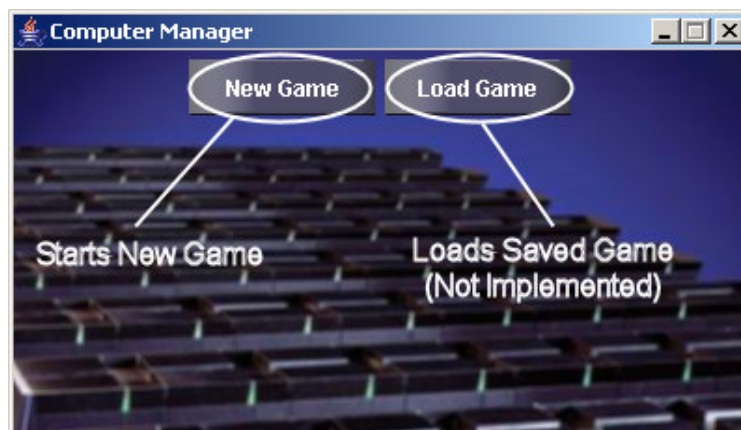 Computer Manager
New Game
Load Game
Starts New Game
Loads Saved Game
(Not Implemented)